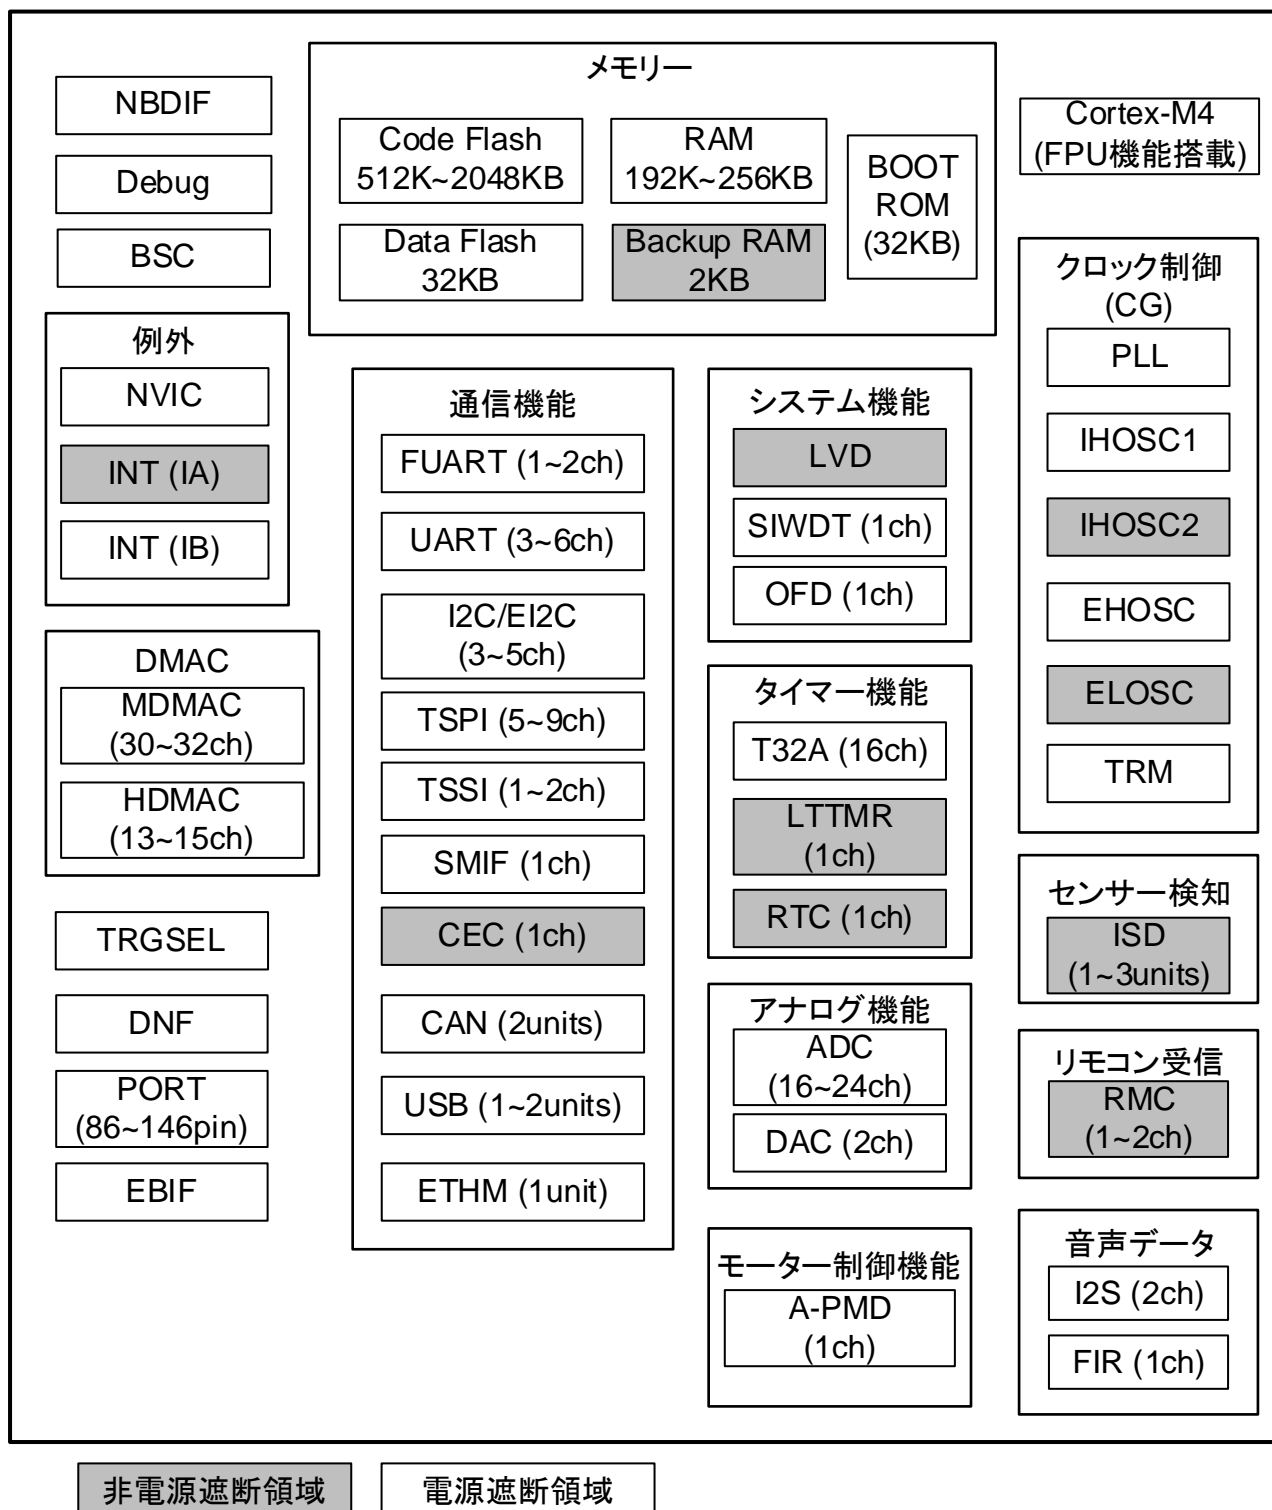 NBDIF
Debug
BSC
メモリー
Code Flash
512K~2048KB
RAM
192K~256KB
BOOT
ROM
(32KB)
Data Flash
32KB
Backup RAM
2KB
Cortex-M4
(FPU機能搭載)
例外
NVIC
INT (IA)
INT (IB)
DMAC
MDMAC
(30~32ch)
HDMAC
(13~15ch)
TRGSEL
DNF
PORT
(86~146pin)
EBIF
通信機能
FUART (1~2ch)
UART (3~6ch)
I2C/EI2C
(3~5ch)
TSPI (5~9ch)
TSSI (1~2ch)
SMIF (1ch)
CEC (1ch)
CAN (2units)
USB (1~2units)
ETHM (1unit)
システム機能
LVD
SIWDT (1ch)
OFD (1ch)
タイマー機能
T32A (16ch)
LTTMR
(1ch)
RTC (1ch)
アナログ機能
ADC
(16~24ch)
DAC (2ch)
モーター制御機能
A-PMD
(1ch)
クロック制御
(CG)
PLL
IHOSC1
IHOSC2
EHOSC
ELOSC
TRM
センサー検知
ISD
(1~3units)
リモコン受信
RMC
(1~2ch)
音声データ
I2S (2ch)
FIR (1ch)
非電源遮断領域
電源遮断領域